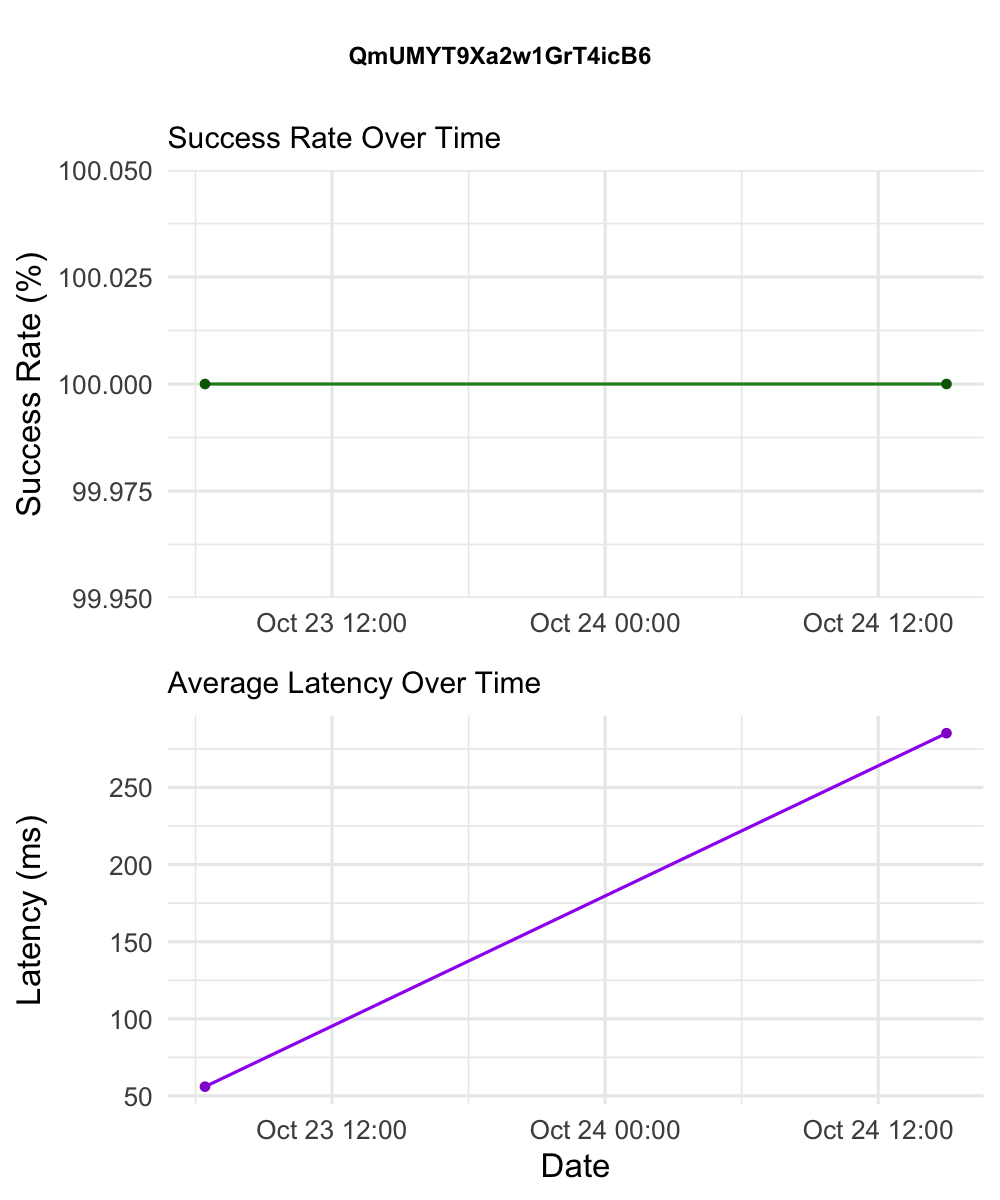 QmUMYT9Xa2w1GrT4icB6
Success Rate Over Time
Success Rate (%)
100.050
100.025
100.000
99.975
99.950
Oct 23 12:00 Oct 24 00:00 Oct 24 12:00
Average Latency Over Time
Latency (ms)
250
200
150
100
50
Oct 23 12:00 Oct 24 00:00 Oct 24 12:00
Date